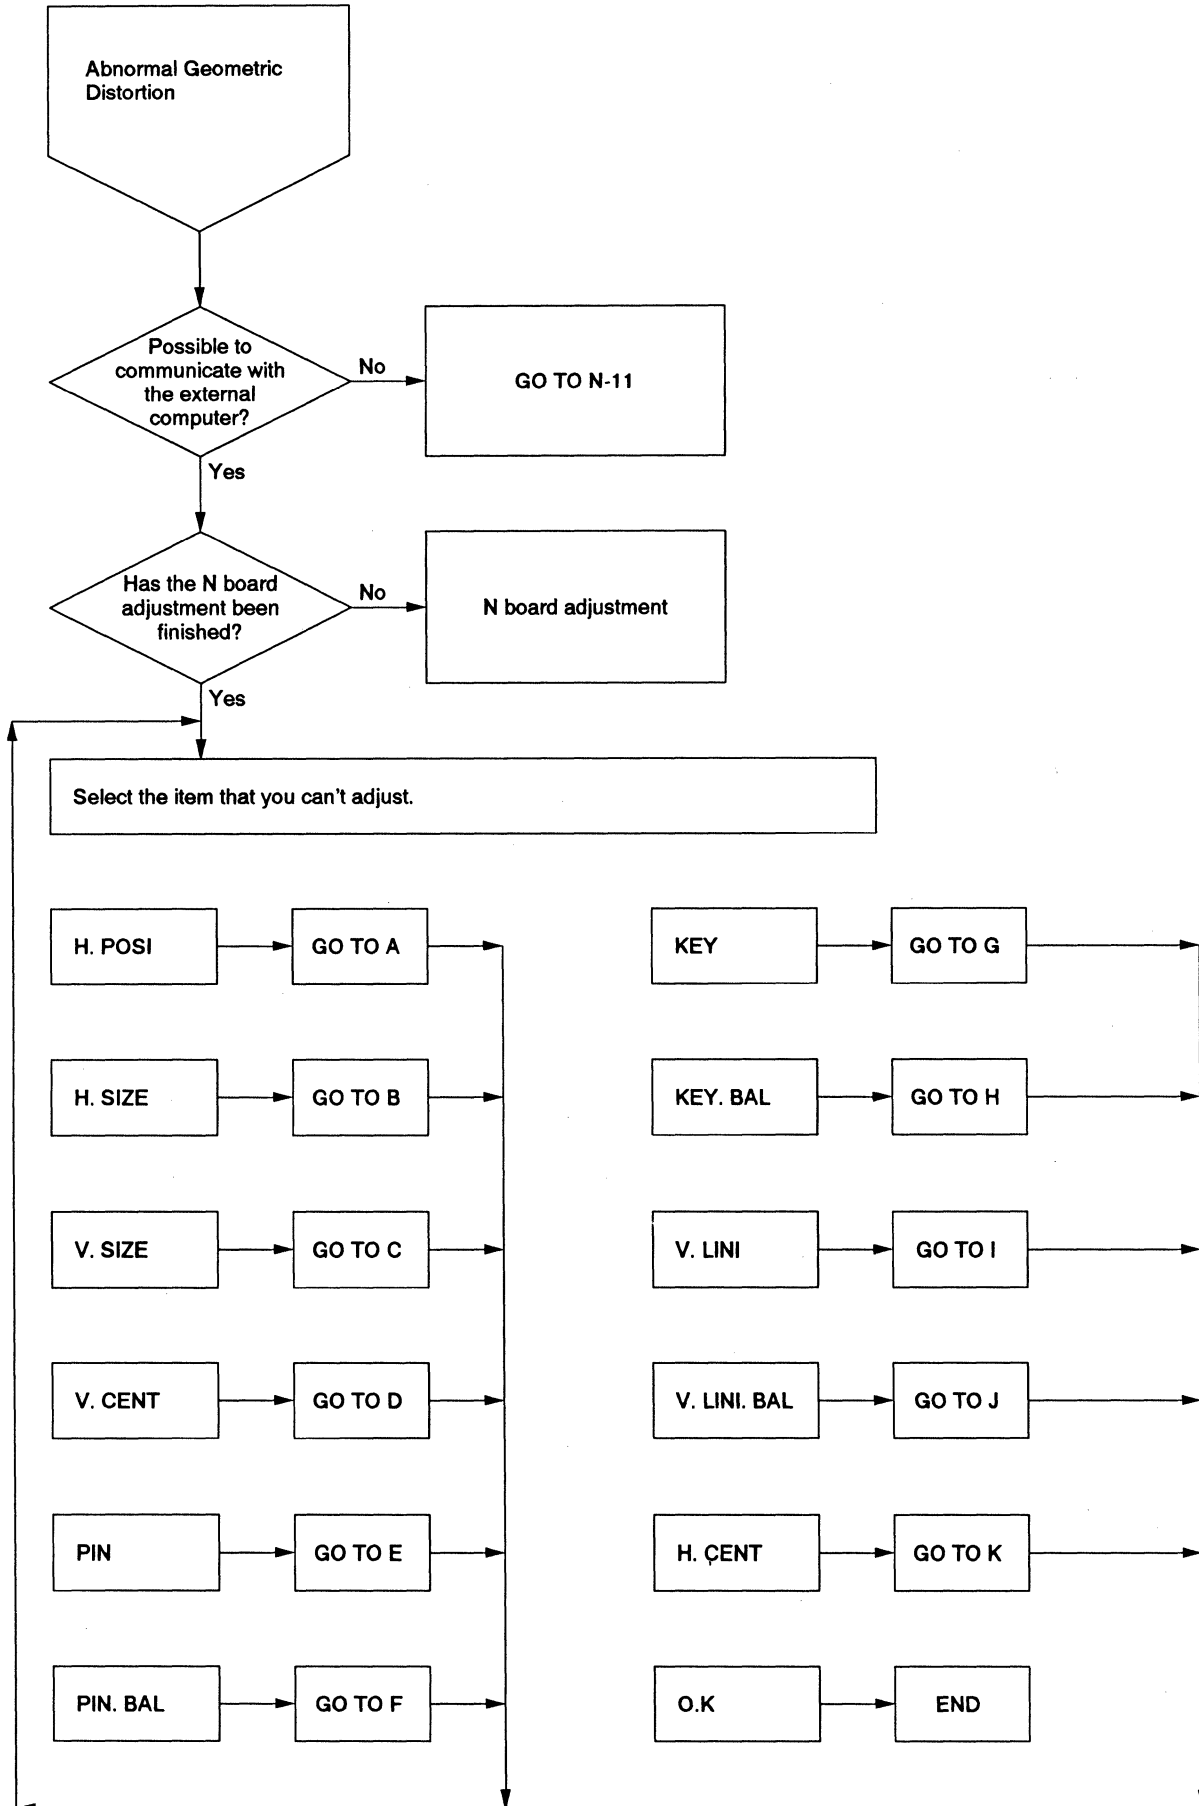 Abnormal Geometric
Distortion
Possible to
communicate with
the external
computer?
No
GO TO N-11
Yes
Has the N board
adjustment been
finished?
No
N board adjustment
Yes
Select the item that you can't adjust.
H. POSI
GO TO A
KEY
GO TO G
H. SIZE
GO TO B
KEY. BAL
GO TO H
V. SIZE
GO TO C
V. LINI
GO TO I
V. CENT
GO TO D
V. LINI. BAL
GO TO J
PIN
GO TO E
H. CENT
GO TO K
PIN. BAL
GO TO F
O.K
END